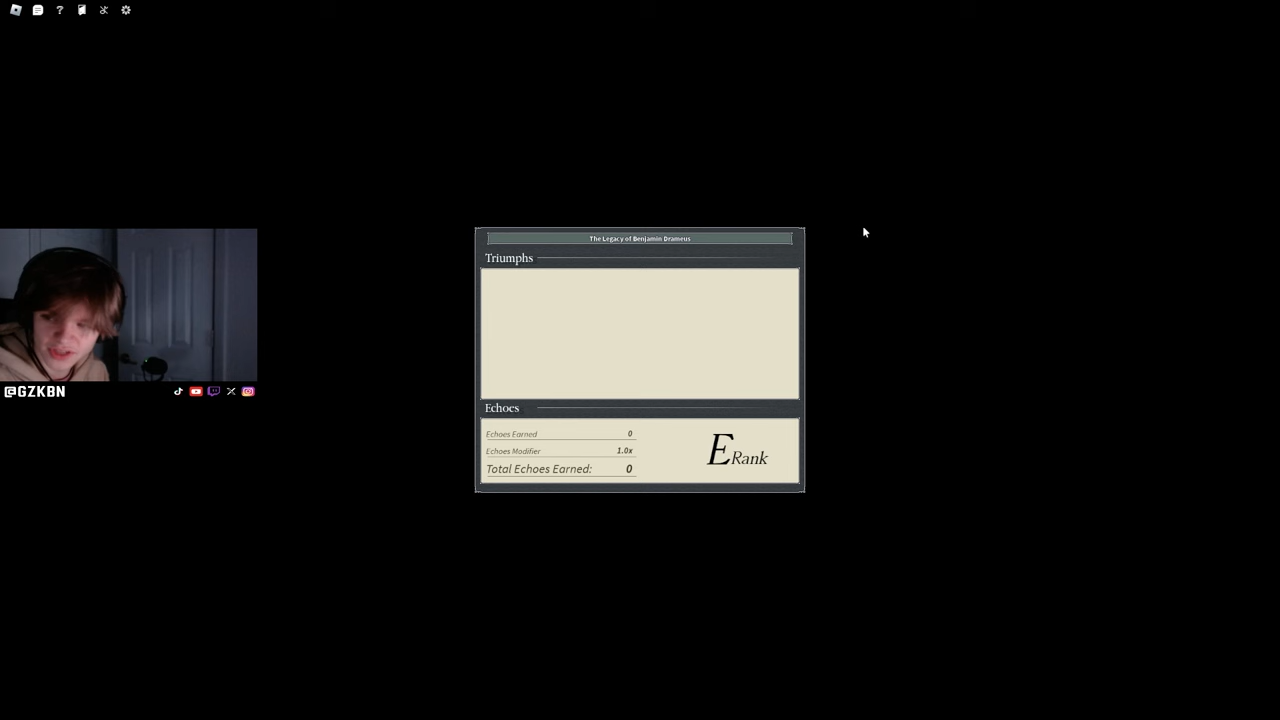 The Legacy of Benjamin Drameus
Triumphs
@GZKBN
Echoes
Echoes Earned 0
Echoes Modifier 1.0x
Total Echoes Earned: 0
E Rank